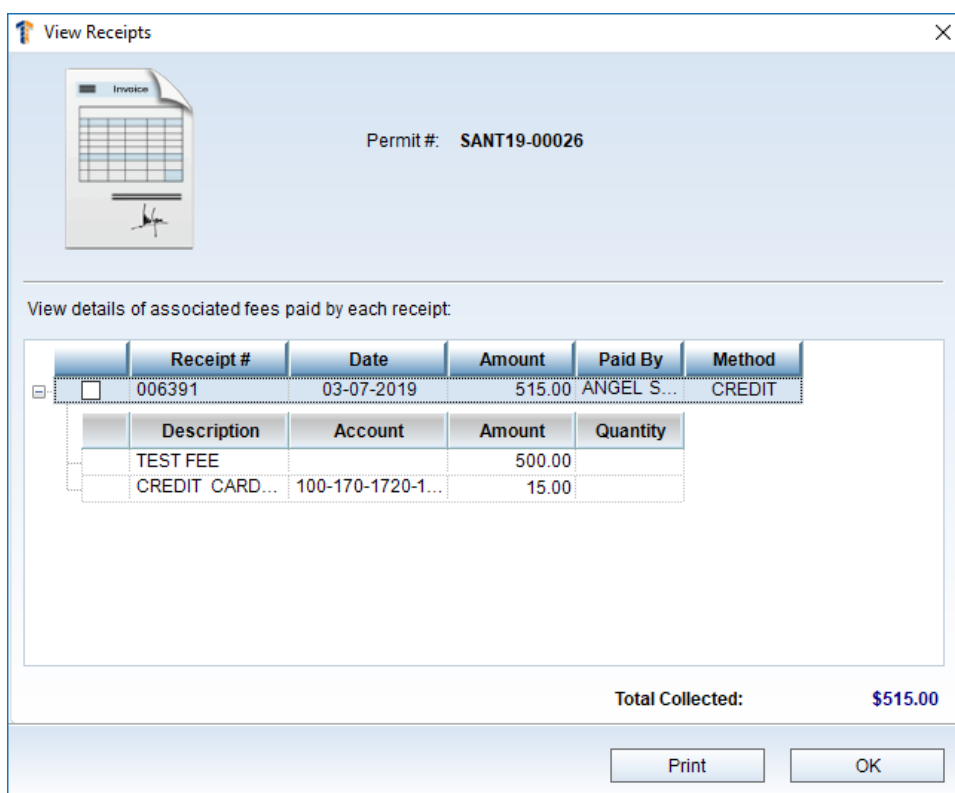 View Receipts
Invoice
Permit #: SANT19-00026
View details of associated fees paid by each receipt:
Receipt # Date Amount Paid By Method
006391 03-07-2019 515.00 ANGEL S... CREDIT
Description Account Amount Quantity
TEST FEE 500.00
CREDIT CARD... 100-170-1720-1... 15.00
Total Collected: $515.00
Print OK